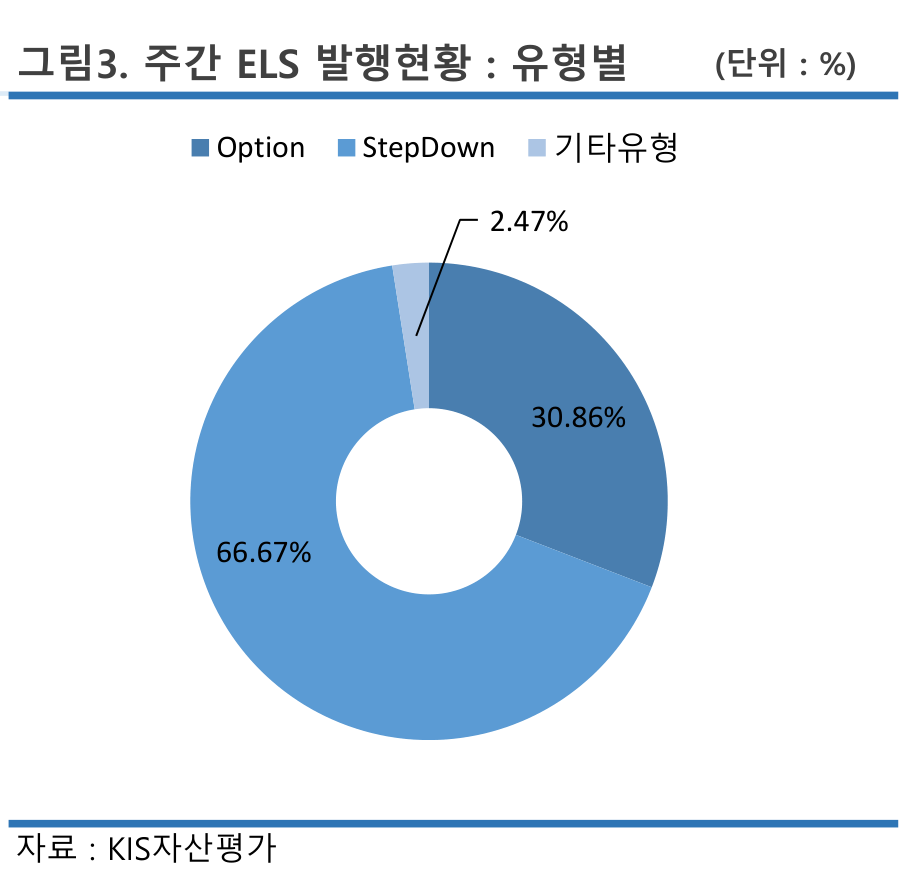 그림3. 주간 ELS 발행현황 : 유형별 (단위 : %)
Option StepDown 기타유형
2.47%
30.86%
66.67%
자료 : KIS자산평가